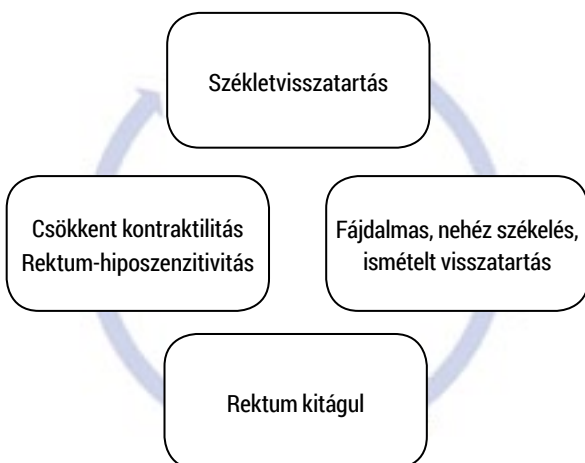 Székletvisszatartás
Fájdalmas, nehéz székelés,
ismételt visszatartás
Rektum kitágul
Csökkent kontraktilitás
Rektum-hiposzenzitivitás